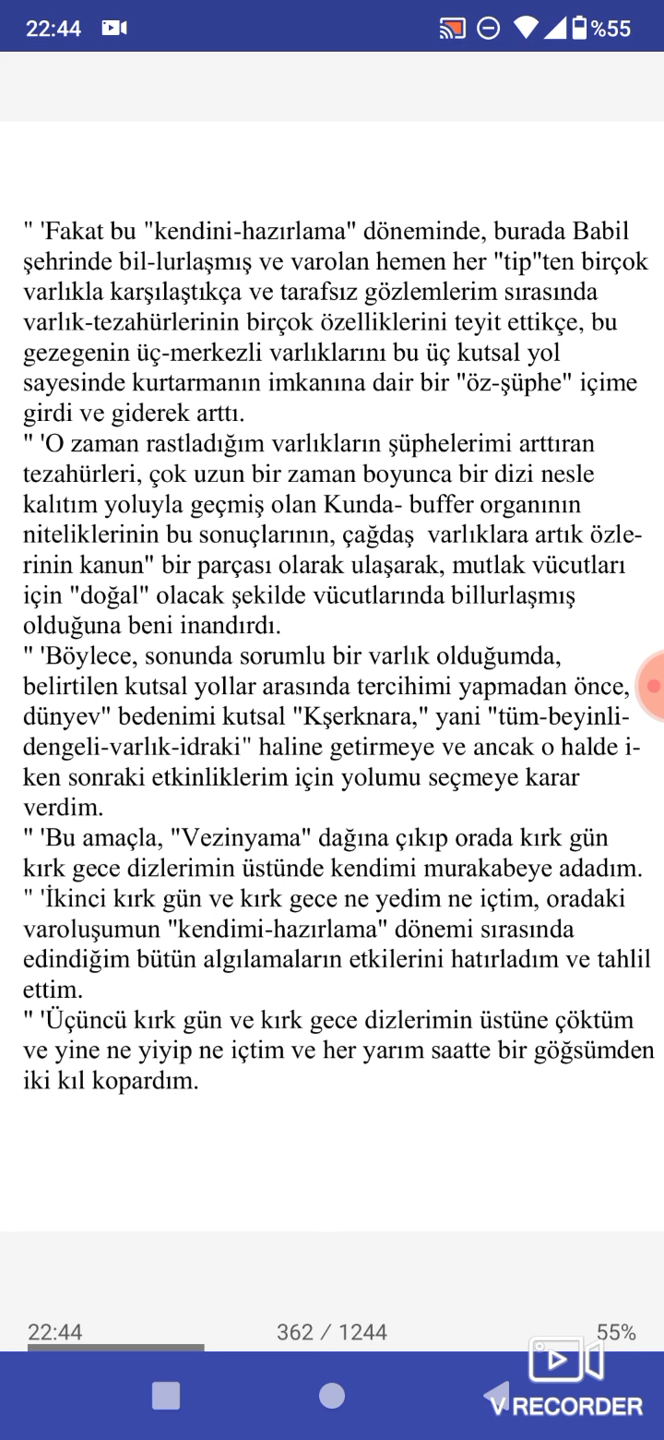 22:44
%55
" 'Fakat bu "kendini-hazırlama" döneminde, burada Babil
şehrinde bil-lurlaşmış ve varolan hemen her "tip"ten birçok
varlıkla karşılaştıkça ve tarafsız gözlemlerim sırasında
varlık-tezahürlerinin birçok özelliklerini teyit ettikçe, bu
gezegenin üç-merkezli varlıklarını bu üç kutsal yol
sayesinde kurtarmanın imkanına dair bir "öz-şüphe" içime
girdi ve giderek arttı.
" 'O zaman rastladığım varlıkların şüphelerimi arttıran
tezahürleri, çok uzun bir zaman boyunca bir dizi nesle
kalıtım yoluyla geçmiş olan Kunda- buffer organının
niteliklerinin bu sonuçlarının, çağdaş  varlıklara artık özle-
rinin kanun" bir parçası olarak ulaşarak, mutlak vücutları
için "doğal" olacak şekilde vücutlarında billurlaşmış
olduğuna beni inandırdı.
" 'Böylece, sonunda sorumlu bir varlık olduğumda,
belirtilen kutsal yollar arasında tercihimi yapmadan önce,
dünyev" bedenimi kutsal "Kşerknara," yani "tüm-beyinli-
dengeli-varlık-idraki" haline getirmeye ve ancak o halde i-
ken sonraki etkinliklerim için yolumu seçmeye karar
verdim.
" 'Bu amaçla, "Vezinyama" dağına çıkıp orada kırk gün
kırk gece dizlerimin üstünde kendimi murakabeye adadım.
" 'İkinci kırk gün ve kırk gece ne yedim ne içtim, oradaki
varoluşumun "kendimi-hazırlama" dönemi sırasında
edindiğim bütün algılamaların etkilerini hatırladım ve tahlil
ettim.
" 'Üçüncü kırk gün ve kırk gece dizlerimin üstüne çöktüm
ve yine ne yiyip ne içtim ve her yarım saatte bir göğsümden
iki kıl kopardım.
22:44
362 / 1244
55%
V RECORDER